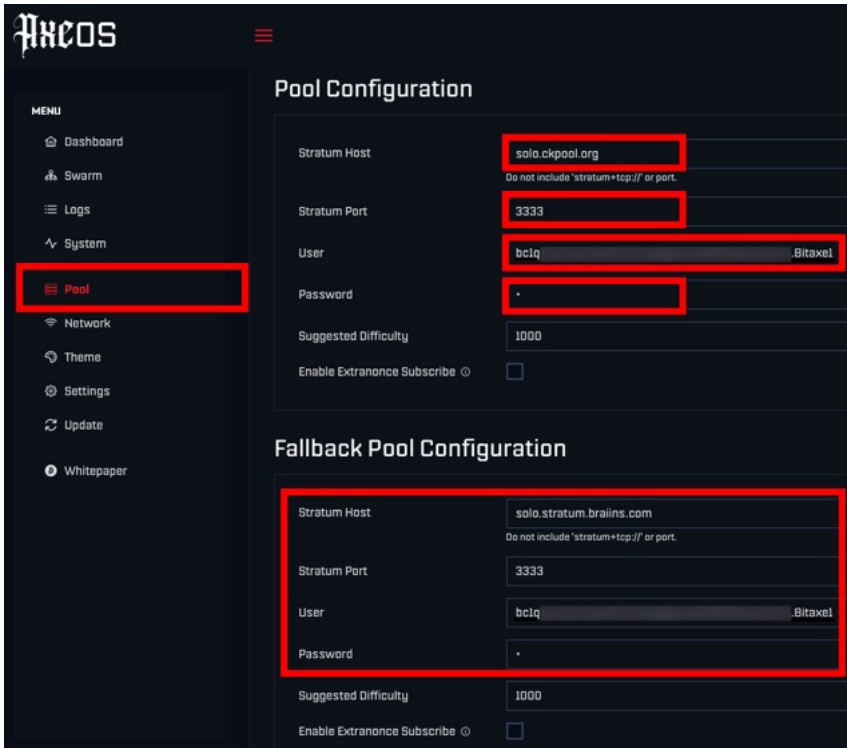 AxeOS
Pool Configuration
MENU
Dashboard
Stratum Host solo.ckpool.org
Do not include 'stratum+tcp://' or port.
Swarm
Logs
Stratum Port 3333
System
User bc1q .Bitaxe1
Pool
Password •
Network
Suggested Difficulty 1000
Theme
Enable Extranonce Subscribe
Settings
Update
Fallback Pool Configuration
Whitepaper
Stratum Host solo.stratum.braiins.com
Do not include 'stratum+tcp://' or port.
Stratum Port 3333
User bc1q .Bitaxe1
Password •
Suggested Difficulty 1000
Enable Extranonce Subscribe